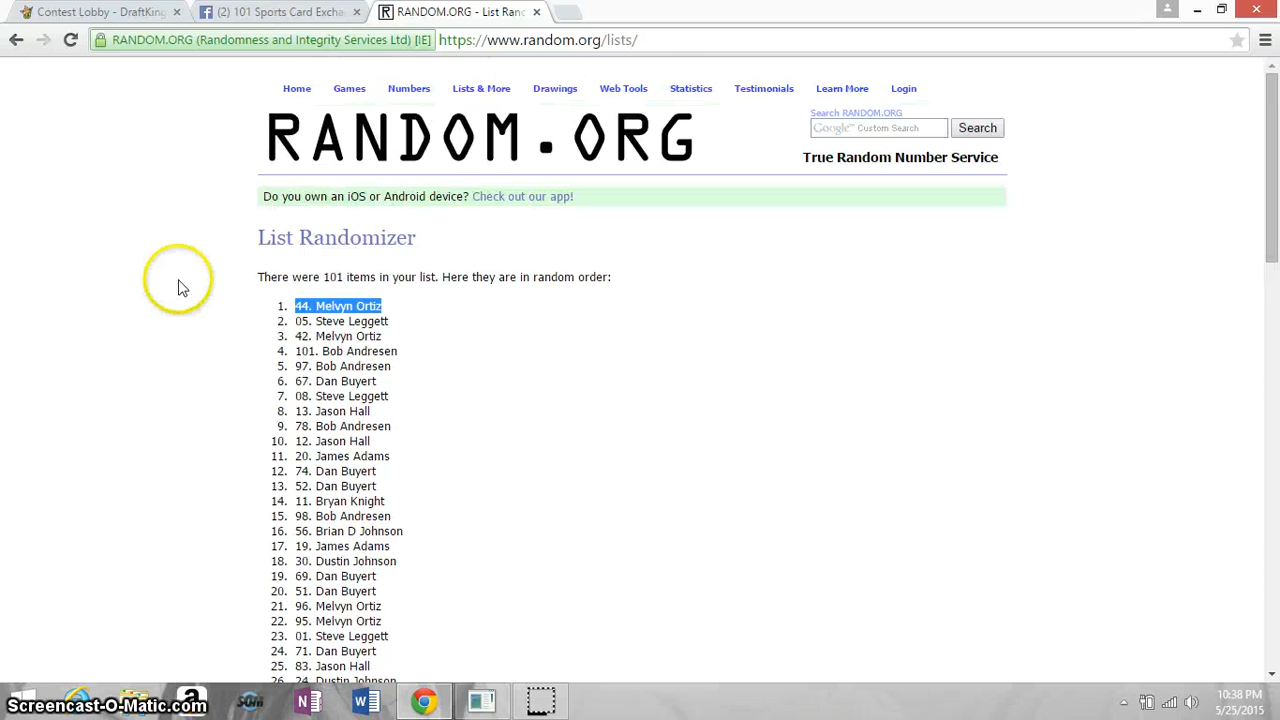 Contest Lobby - DraftKing
(2) 101 Sports Card Excha
RANDOM.ORG - List Ran
RANDOM.ORG (Randomness and Integrity Services Ltd) [IE] https://www.random.org/lists/
Home Games Numbers Lists & More Drawings Web Tools Statistics Testimonials Learn More Login
RANDOM.ORG
Search RANDOM.ORG
Google™ Custom Search Search
True Random Number Service
Do you own an iOS or Android device? Check out our app!
List Randomizer
There were 101 items in your list. Here they are in random order:
1. 44. Melvyn Ortiz
2. 05. Steve Leggett
3. 42. Melvyn Ortiz
4. 101. Bob Andresen
5. 97. Bob Andresen
6. 67. Dan Buyert
7. 08. Steve Leggett
8. 13. Jason Hall
9. 78. Bob Andresen
10. 12. Jason Hall
11. 20. James Adams
12. 74. Dan Buyert
13. 52. Dan Buyert
14. 11. Bryan Knight
15. 98. Bob Andresen
16. 56. Brian D Johnson
17. 19. James Adams
18. 30. Dustin Johnson
19. 69. Dan Buyert
20. 51. Dan Buyert
21. 96. Melvyn Ortiz
22. 95. Melvyn Ortiz
23. 01. Steve Leggett
24. 71. Dan Buyert
25. 83. Jason Hall
26. 24. Dustin Johnson
Screencast-O-Matic.com
10:38 PM
5/25/2015